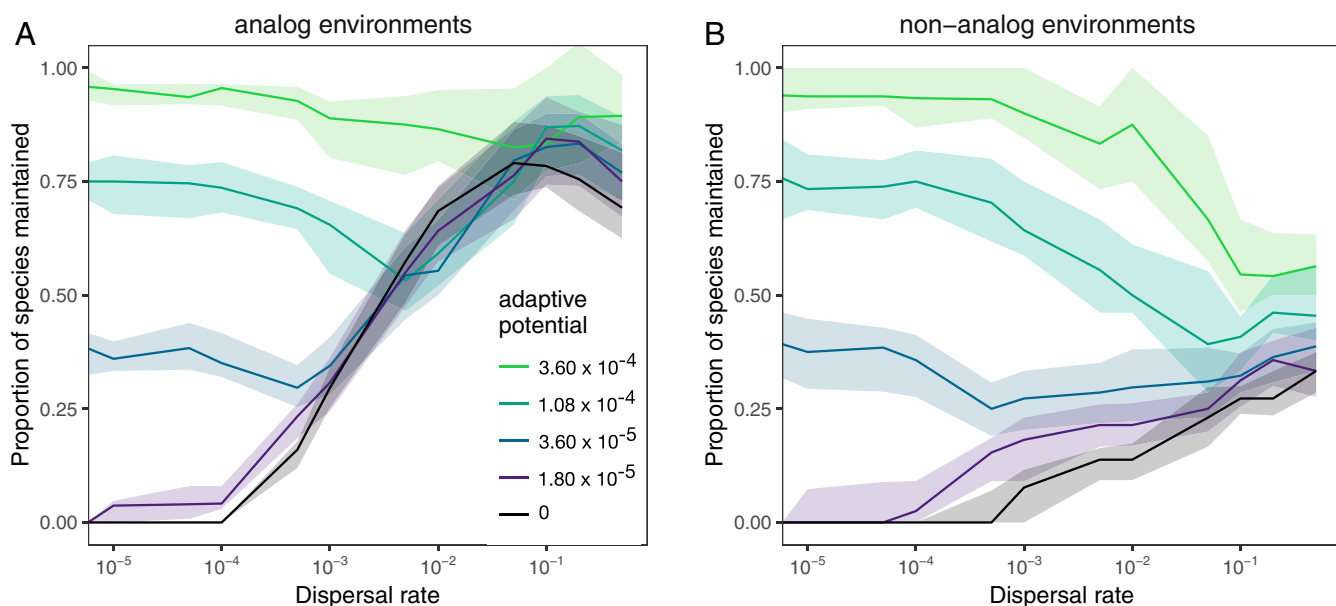 A
analog environments
B
non−analog environments
Proportion of species maintained
1.00
0.75
0.50
0.25
0.00
adaptive
potential
3.60 x 10⁻⁴
1.08 x 10⁻⁴
3.60 x 10⁻⁵
1.80 x 10⁻⁵
0
10⁻⁵ 10⁻⁴ 10⁻³ 10⁻² 10⁻¹
Dispersal rate
Proportion of species maintained
1.00
0.75
0.50
0.25
0.00
10⁻⁵ 10⁻⁴ 10⁻³ 10⁻² 10⁻¹
Dispersal rate